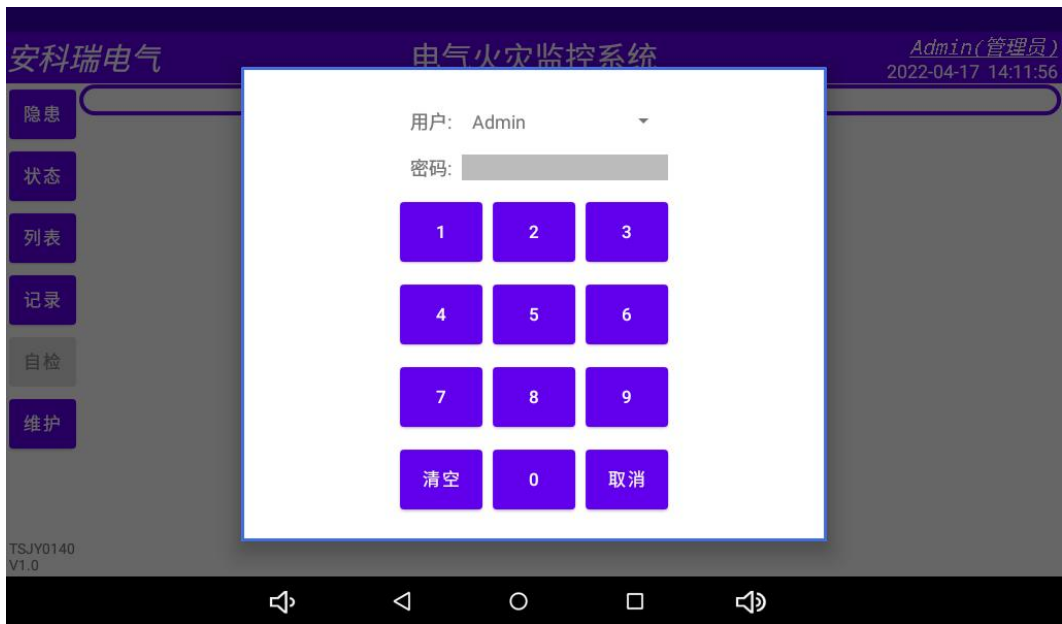 安科瑞电气
电气火灾监控系统
Admin(管理员)
2022-04-17 14:11:56
隐患
状态
列表
记录
自检
维护
用户: Admin
密码:
1 2 3
4 5 6
7 8 9
清空 0 取消
TSJY0140
V1.0